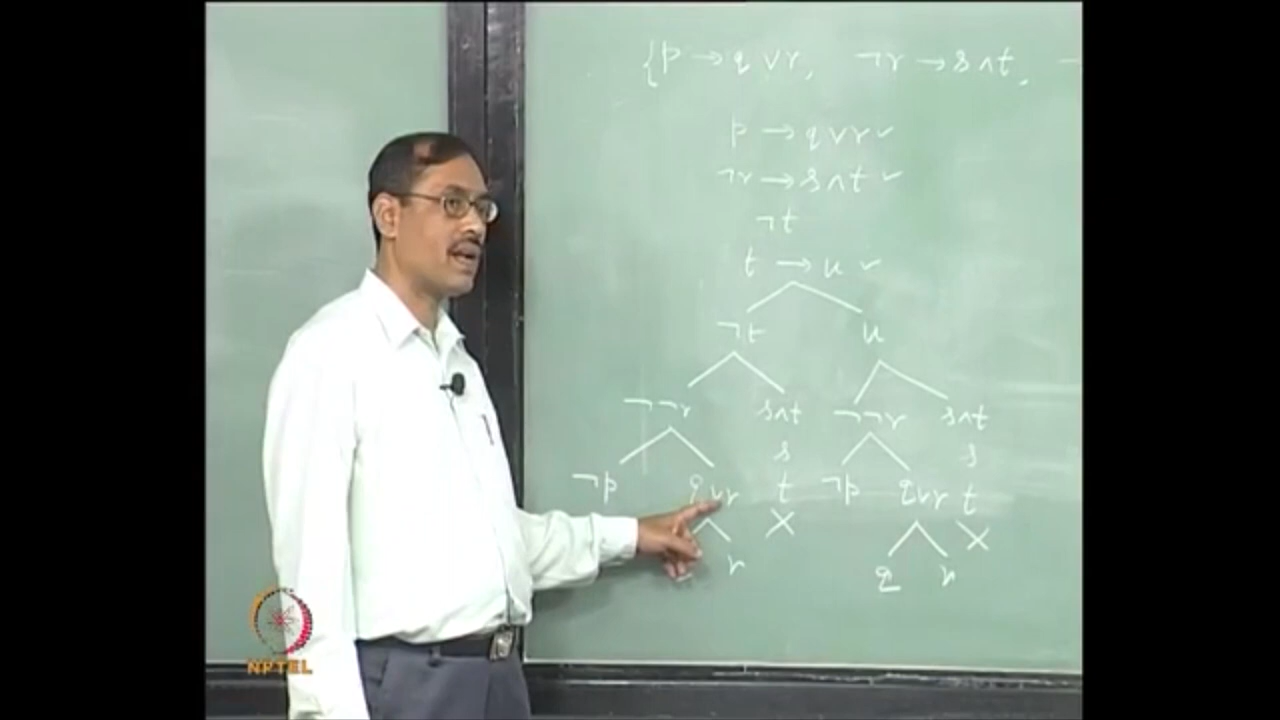 {p → q ∨ r, ¬r → s ∧ t, ¬
p → q ∨ r ✓
¬r → s ∧ t ✓
¬t
t → u ✓
¬t u
¬¬r s∧t ¬¬r s∧t
s s
¬p q∨r t ¬p q∨r t
× ×
r q r
NPTEL